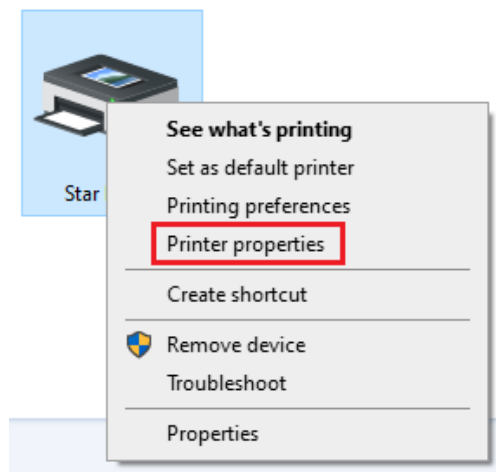 Star
See what's printing
Set as default printer
Printing preferences
Printer properties
Create shortcut
Remove device
Troubleshoot
Properties